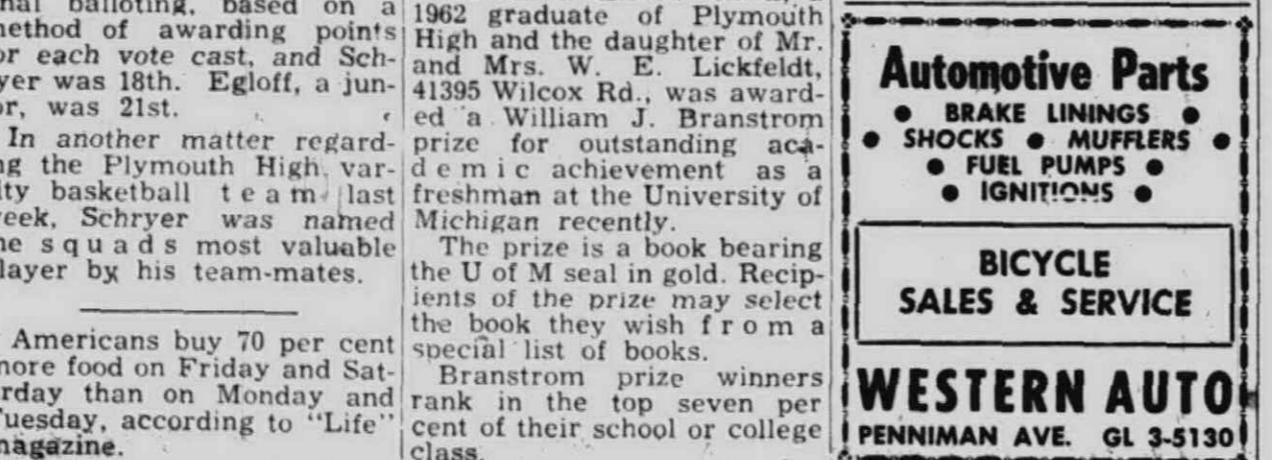 nal balloting, based on a
method of awarding points
or each vote cast, and Sch-
yer was 18th. Egloff, a jun-
or, was 21st.
In another matter regard-
ng the Plymouth High var-
ity basketball team last
eek, Schryer was named
he squads most valuable
layer by his team-mates.
Americans buy 70 per cent
more food on Friday and Sat-
rday than on Monday and
Tuesday, according to "Life"
magazine.
1962 graduate of Plymouth
High and the daughter of Mr.
and Mrs. W. E. Lickfeldt,
41395 Wilcox Rd., was award-
ed a William J. Branstrom
prize for outstanding aca-
demic achievement as a
freshman at the University of
Michigan recently.
The prize is a book bearing
the U of M seal in gold. Recip-
ients of the prize may select
the book they wish from a
special list of books.
Branstrom prize winners
rank in the top seven per
cent of their school or college
class.
Automotive Parts
• BRAKE LININGS •
• SHOCKS • MUFFLERS •
• FUEL PUMPS •
• IGNITIONS •
BICYCLE
SALES & SERVICE
WESTERN AUTO
PENNIMAN AVE. GL 3-5130